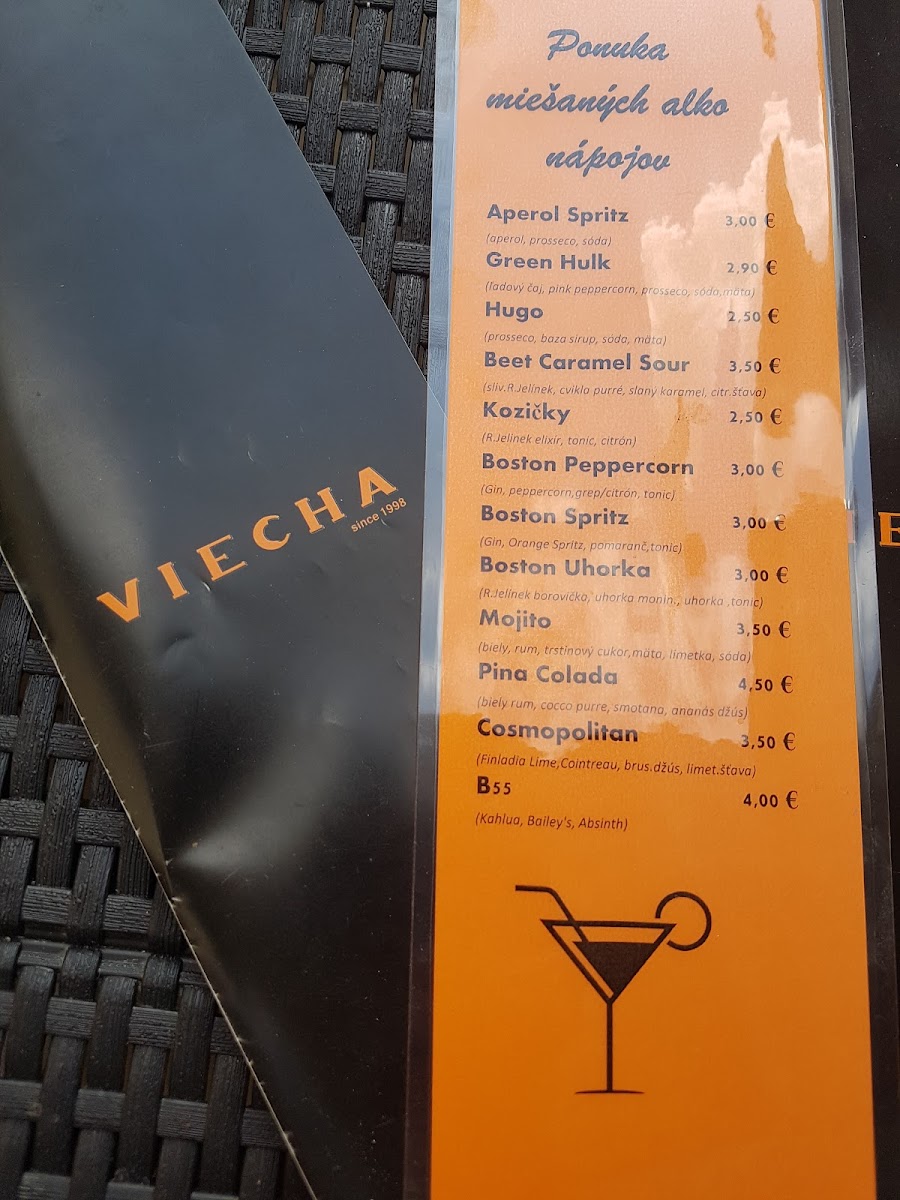 Ponuka
miešaných alko
nápojov
Aperol Spritz 3,00 €
(aperol, prosseco, sóda)
Green Hulk 2,90 €
(ľadový čaj, pink peppercorn, prosseco, sóda,mäta)
Hugo 2,50 €
(prosseco, baza sirup, sóda, mäta)
Beet Caramel Sour 3,50 €
(sliv.R.Jelínek, cvikla purré, slaný karamel, citr.šťava)
Kozičky 2,50 €
(R.Jelínek elixír, tonic, citrón)
Boston Peppercorn 3,00 €
(Gin, peppercorn,grep/citrón, tonic)
Boston Spritz 3,00 €
(Gin, Orange Spritz, pomaranč,tonic)
Boston Uhorka 3,00 €
(R.Jelínek borovička, uhorka monin., uhorka ,tonic)
Mojito 3,50 €
(biely, rum, trstinový cukor,mäta, limetka, sóda)
Pina Colada 4,50 €
(biely rum, cocco purre, smotana, ananás džús)
Cosmopolitan 3,50 €
(Finladia Lime,Cointreau, brus.džús, limet.šťava)
B55 4,00 €
(Kahlua, Bailey's, Absinth)
VIECHA
since 1998
E